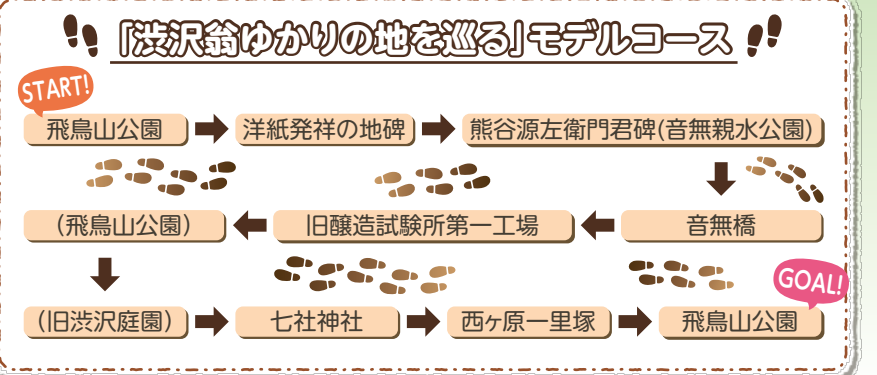 「渋沢翁ゆかりの地を巡る」モデルコース
START!
飛鳥山公園
洋紙発祥の地碑
熊谷源左衛門君碑(音無親水公園)
音無橋
旧醸造試験所第一工場
(飛鳥山公園)
(旧渋沢庭園)
七社神社
西ヶ原一里塚
飛鳥山公園
GOAL!